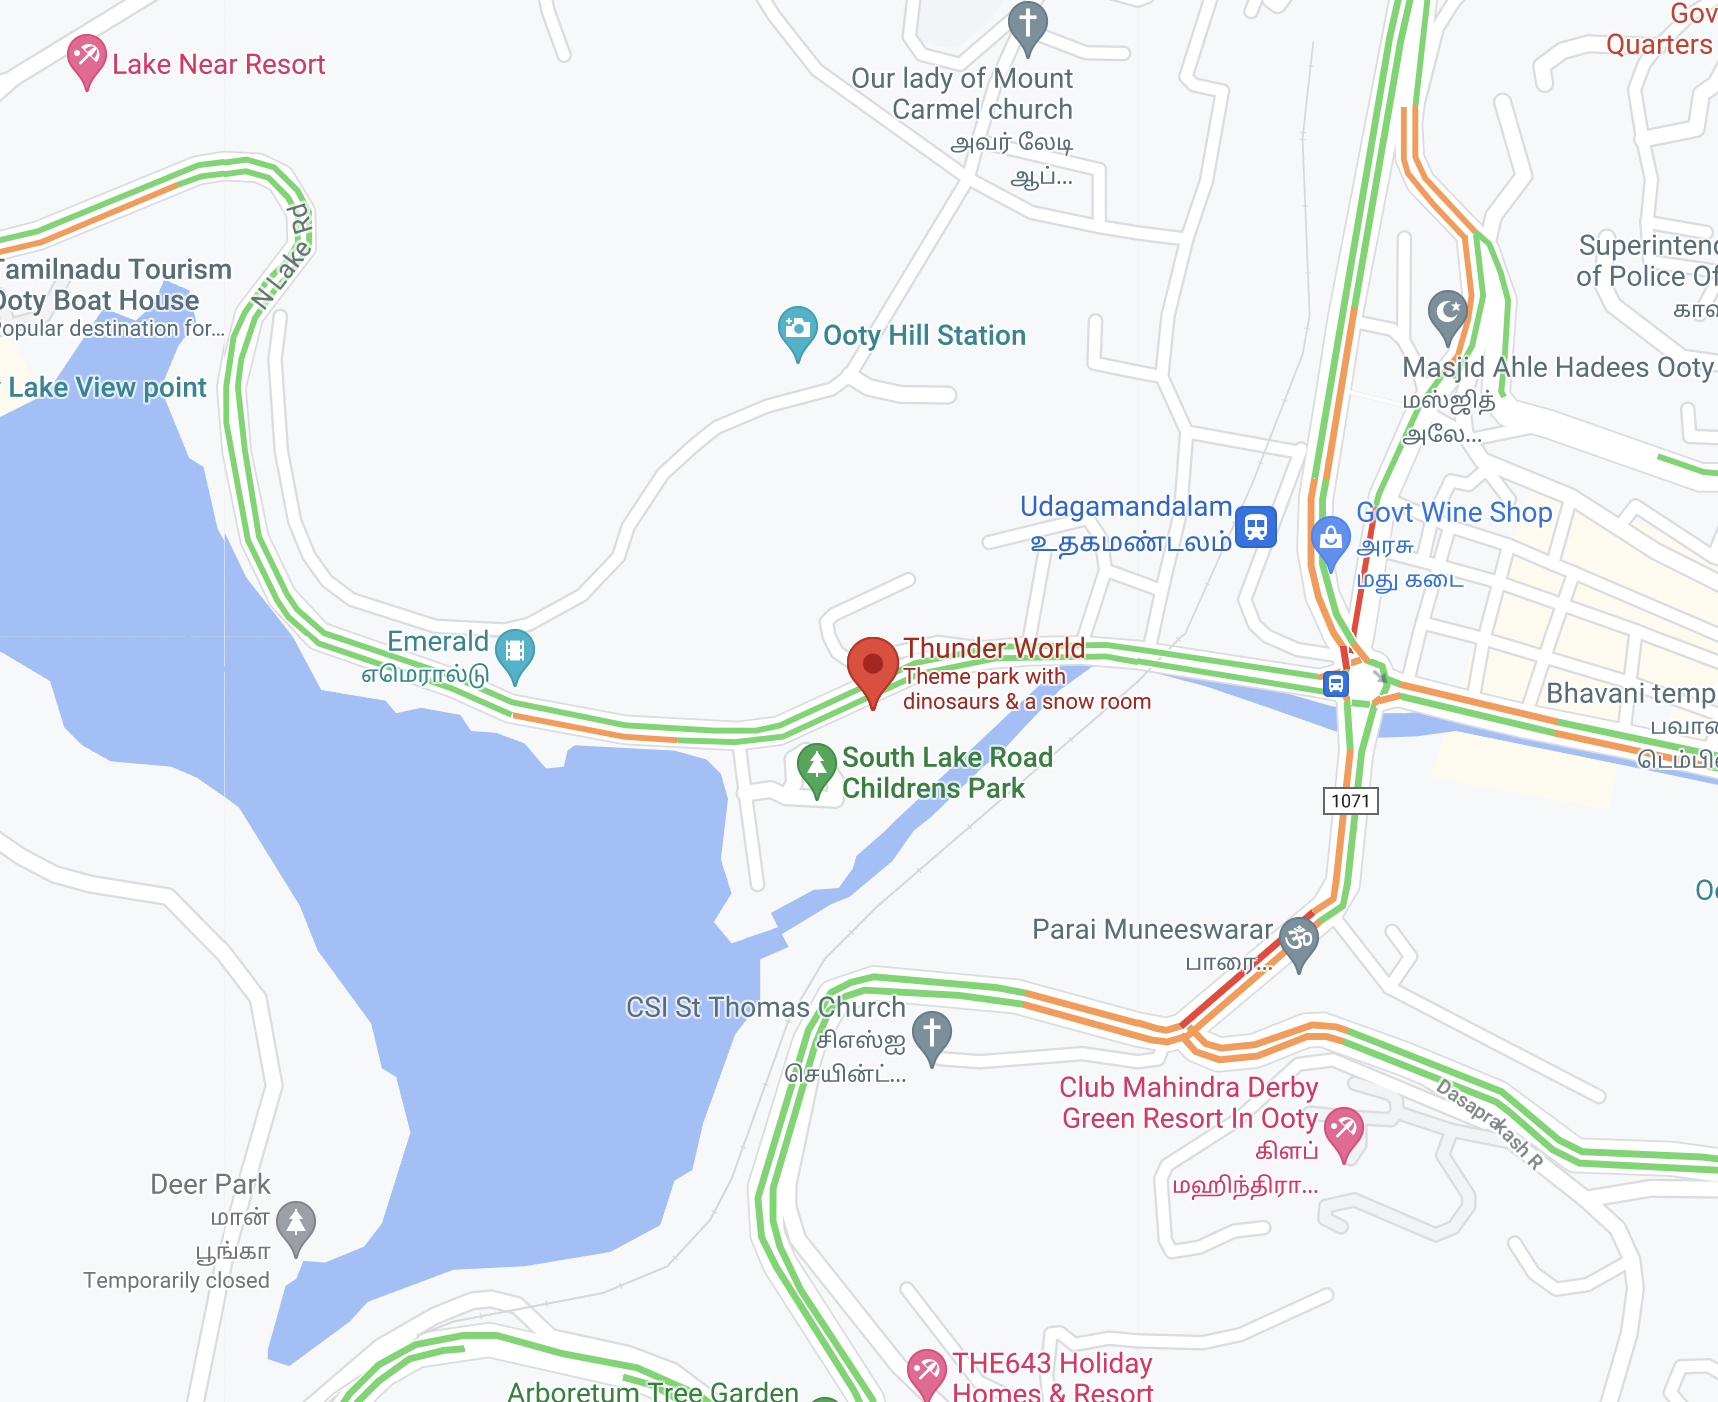 Lake Near Resort
Our lady of Mount
Carmel church
அவர் லேடி
ஆப்...
Gov
Quarters
N Lake Rd
Tamilnadu Tourism
Ooty Boat House
Popular destination for...
Lake View point
Ooty Hill Station
Superinten
of Police Of
காவ
Masjid Ahle Hadees Ooty
மஸ்ஜித்
அலே...
Udagamandalam
உதகமண்டலம்
Govt Wine Shop
அரசு
மது கடை
Emerald
எமெரால்டு
Thunder World
Theme park with
dinosaurs & a snow room
Bhavani temp
பவான
டெம்பி
South Lake Road
Childrens Park
1071
Parai Muneeswarar
பாரை...
CSI St Thomas Church
சிஎஸ்ஐ
செயின்ட்...
Club Mahindra Derby
Green Resort In Ooty
கிளப்
மஹிந்திரா...
Dasaprakash R
Deer Park
மான்
பூங்கா
Temporarily closed
THE643 Holiday
Homes & Resort
Arboretum Tree Garden